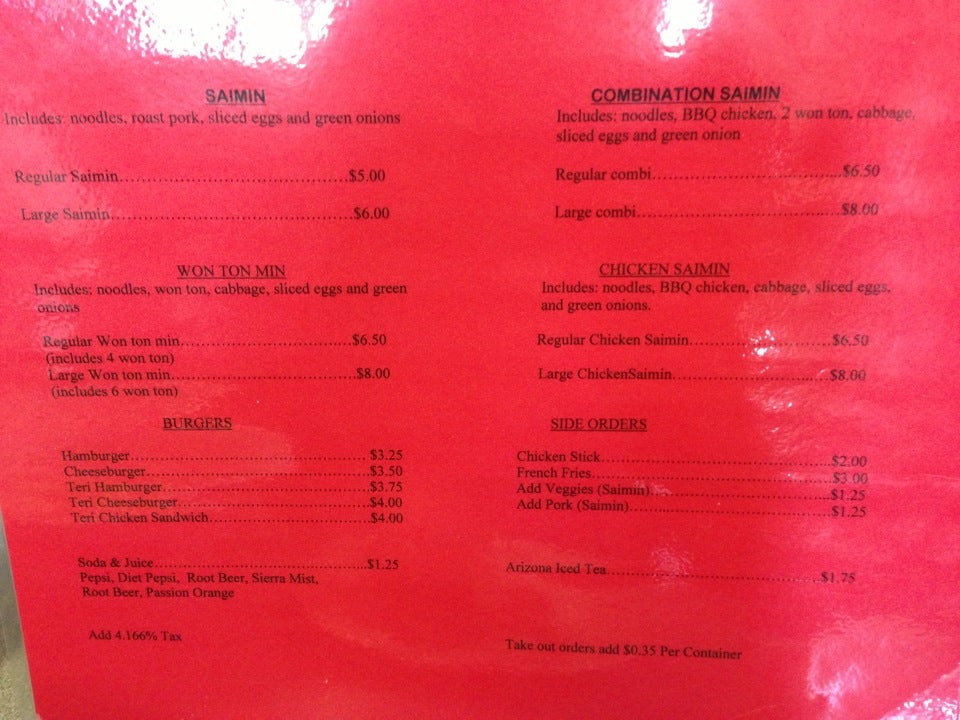 SAIMIN
Includes: noodles, roast pork, sliced eggs and green onions
Regular Saimin.......................................$5.00
Large Saimin..........................................$6.00
COMBINATION SAIMIN
Includes: noodles, BBQ chicken, 2 won ton, cabbage,
sliced eggs and green onion
Regular combi.................................$6.50
Large combi...................................$8.00
WON TON MIN
Includes: noodles, won ton, cabbage, sliced eggs and green
onions
Regular Won ton min.............................$6.50
(includes 4 won ton)
Large Won ton min...............................$8.00
(includes 6 won ton)
CHICKEN SAIMIN
Includes: noodles, BBQ chicken, cabbage, sliced eggs,
and green onions.
Regular Chicken Saimin........................$6.50
Large ChickenSaimin...........................$8.00
BURGERS
Hamburger........................................ $3.25
Cheeseburger......................................$3.50
Teri Hamburger...................................$3.75
Teri Cheeseburger................................$4.00
Teri Chicken Sandwich...........................$4.00
SIDE ORDERS
Chicken Stick.......................................$2.00
French Fries.........................................$3.00
Add Veggies (Saimin)..............................$1.25
Add Pork (Saimin)..................................$1.25
Soda & Juice.....................................$1.25
Pepsi, Diet Pepsi, Root Beer, Sierra Mist,
Root Beer, Passion Orange
Arizona Iced Tea....................................$1.75
Add 4.166% Tax
Take out orders add $0.35 Per Container